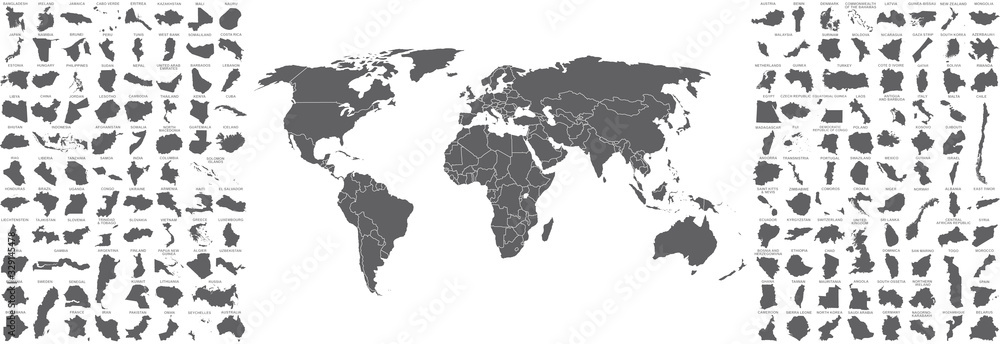 BANGLADESH IRELAND JAMAICA CABO VERDE ERITREA KAZAKHSTAN MALI NAURU
JAPAN NAMIBIA BRUNEI PERU TUNIS WEST BANK SOMALILAND COSTA RICA
ESTONIA HUNGARY PHILIPPINES SUDAN NEPAL UNITED ARAB EMIRATES BARBADOS LEBANON
LIBYA CHINA JORDAN LESOTHO CAMBODIA THAILAND KENYA CUBA
BHUTAN INDONESIA AFGHANISTAN SOMALIA NORTH MACEDONIA GUATEMALA ICELAND
IRAQ LIBERIA TANZANIA SAMOA INDIA COLOMBIA SOLOMON ISLANDS
HONDURAS BRAZIL UGANDA CONGO UKRAINE ARMENIA HAITI EL SALVADOR
LIECHTENSTEIN TAJIKISTAN SLOVENIA TRINIDAD & TOBAGO SLOVAKIA VIETNAM GREECE LUXEMBOURG
GAMBIA ARGENTINA FINLAND PAPUA NEW GUINEA ALGER UZBEKISTAN
SWEDEN SENEGAL KUWAIT LITHUANIA RUSSIA
FRANCE IRAN PAKISTAN OMAN SEYCHELLES AUSTRALIA
AUSTRIA BENIN DENMARK COMMONWEALTH OF THE BAHAMAS LATVIA GUINEA-BISSAU NEW ZEALAND MONGOLIA
MALAYSIA SURINAM MOLDOVA NICARAGUA GAZA STRIP SOUTH KOREA AZERBAIJAN
NETHERLANDS GUINEA TURKEY COTE D'IVOIRE QATAR BOLIVIA RWANDA
EGYPT CZECH REPUBLIC EQUATORIAL GUINEA LAOS ANTIGUA AND BARBUDA ITALY MALTA CHILE
MADAGASCAR FIJI DEMOCRATIC REPUBLIC OF CONGO POLAND KOSOVO DJIBOUTI
ANDORRA TRANSNISTRIA PORTUGAL SWAZILAND MEXICO GUYANA ISRAEL
SAINT KITTS & NEVIS ZIMBABWE COMOROS CROATIA NIGER NORWAY ALBANIA EAST TIMOR
ECUADOR KYRGYZSTAN SWITZERLAND UNITED KINGDOM SRI LANKA CENTRAL AFRICAN REPUBLIC SYRIA
BOSNIA AND HERZEGOVINA ETHIOPIA CHAD DOMINICA SAN MARINO TOGO MOROCCO
GHANA TAIWAN MAURITANIA ANGOLA SOUTH OSSETIA NORTHERN IRELAND YEMEN SPAIN
CAMEROON SIERRA LEONE NORTH KOREA SAUDI ARABIA BELGIUM NAGORNO-KARABAKH MYANMAR BELARUS
Adobe Stock
329145478